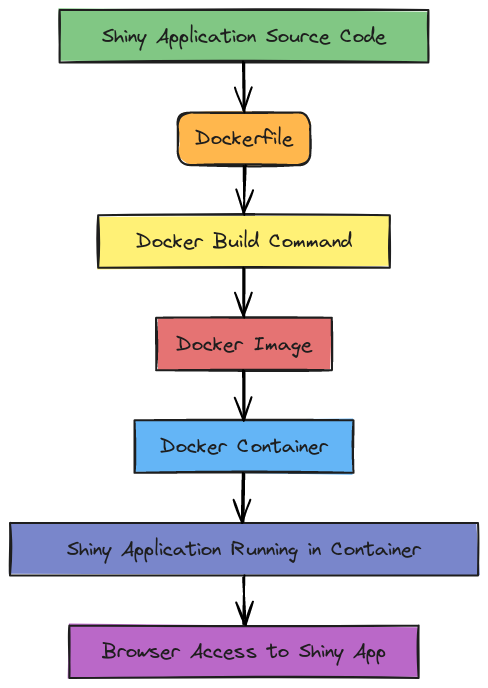 Shiny Application Source Code
Dockerfile
Docker Build Command
Docker Image
Docker Container
Shiny Application Running in Container
Browser Access to Shiny App